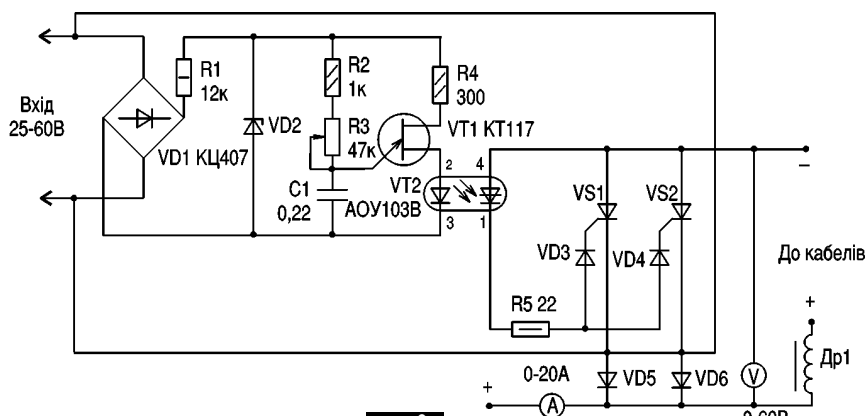 Вхід
25-60В
VD1 КЦ407
R1
12к
VD2
R2
1к
R3
47к
C1
0,22
R4
300
VT1 КТ117
VT2
АОУ103В
2
4
3
1
VS1
VS2
VD3
VD4
R5 22
–
До кабелів
+
Др1
0-20А
+
A
VD5
VD6
V
0-60В